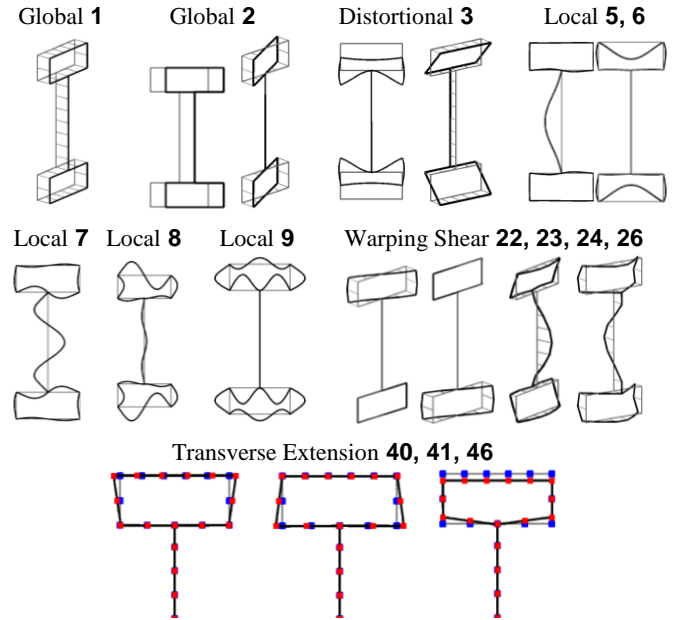 Global 1 Global 2 Distortional 3 Local 5, 6
Local 7 Local 8 Local 9 Warping Shear 22, 23, 24, 26
Transverse Extension 40, 41, 46